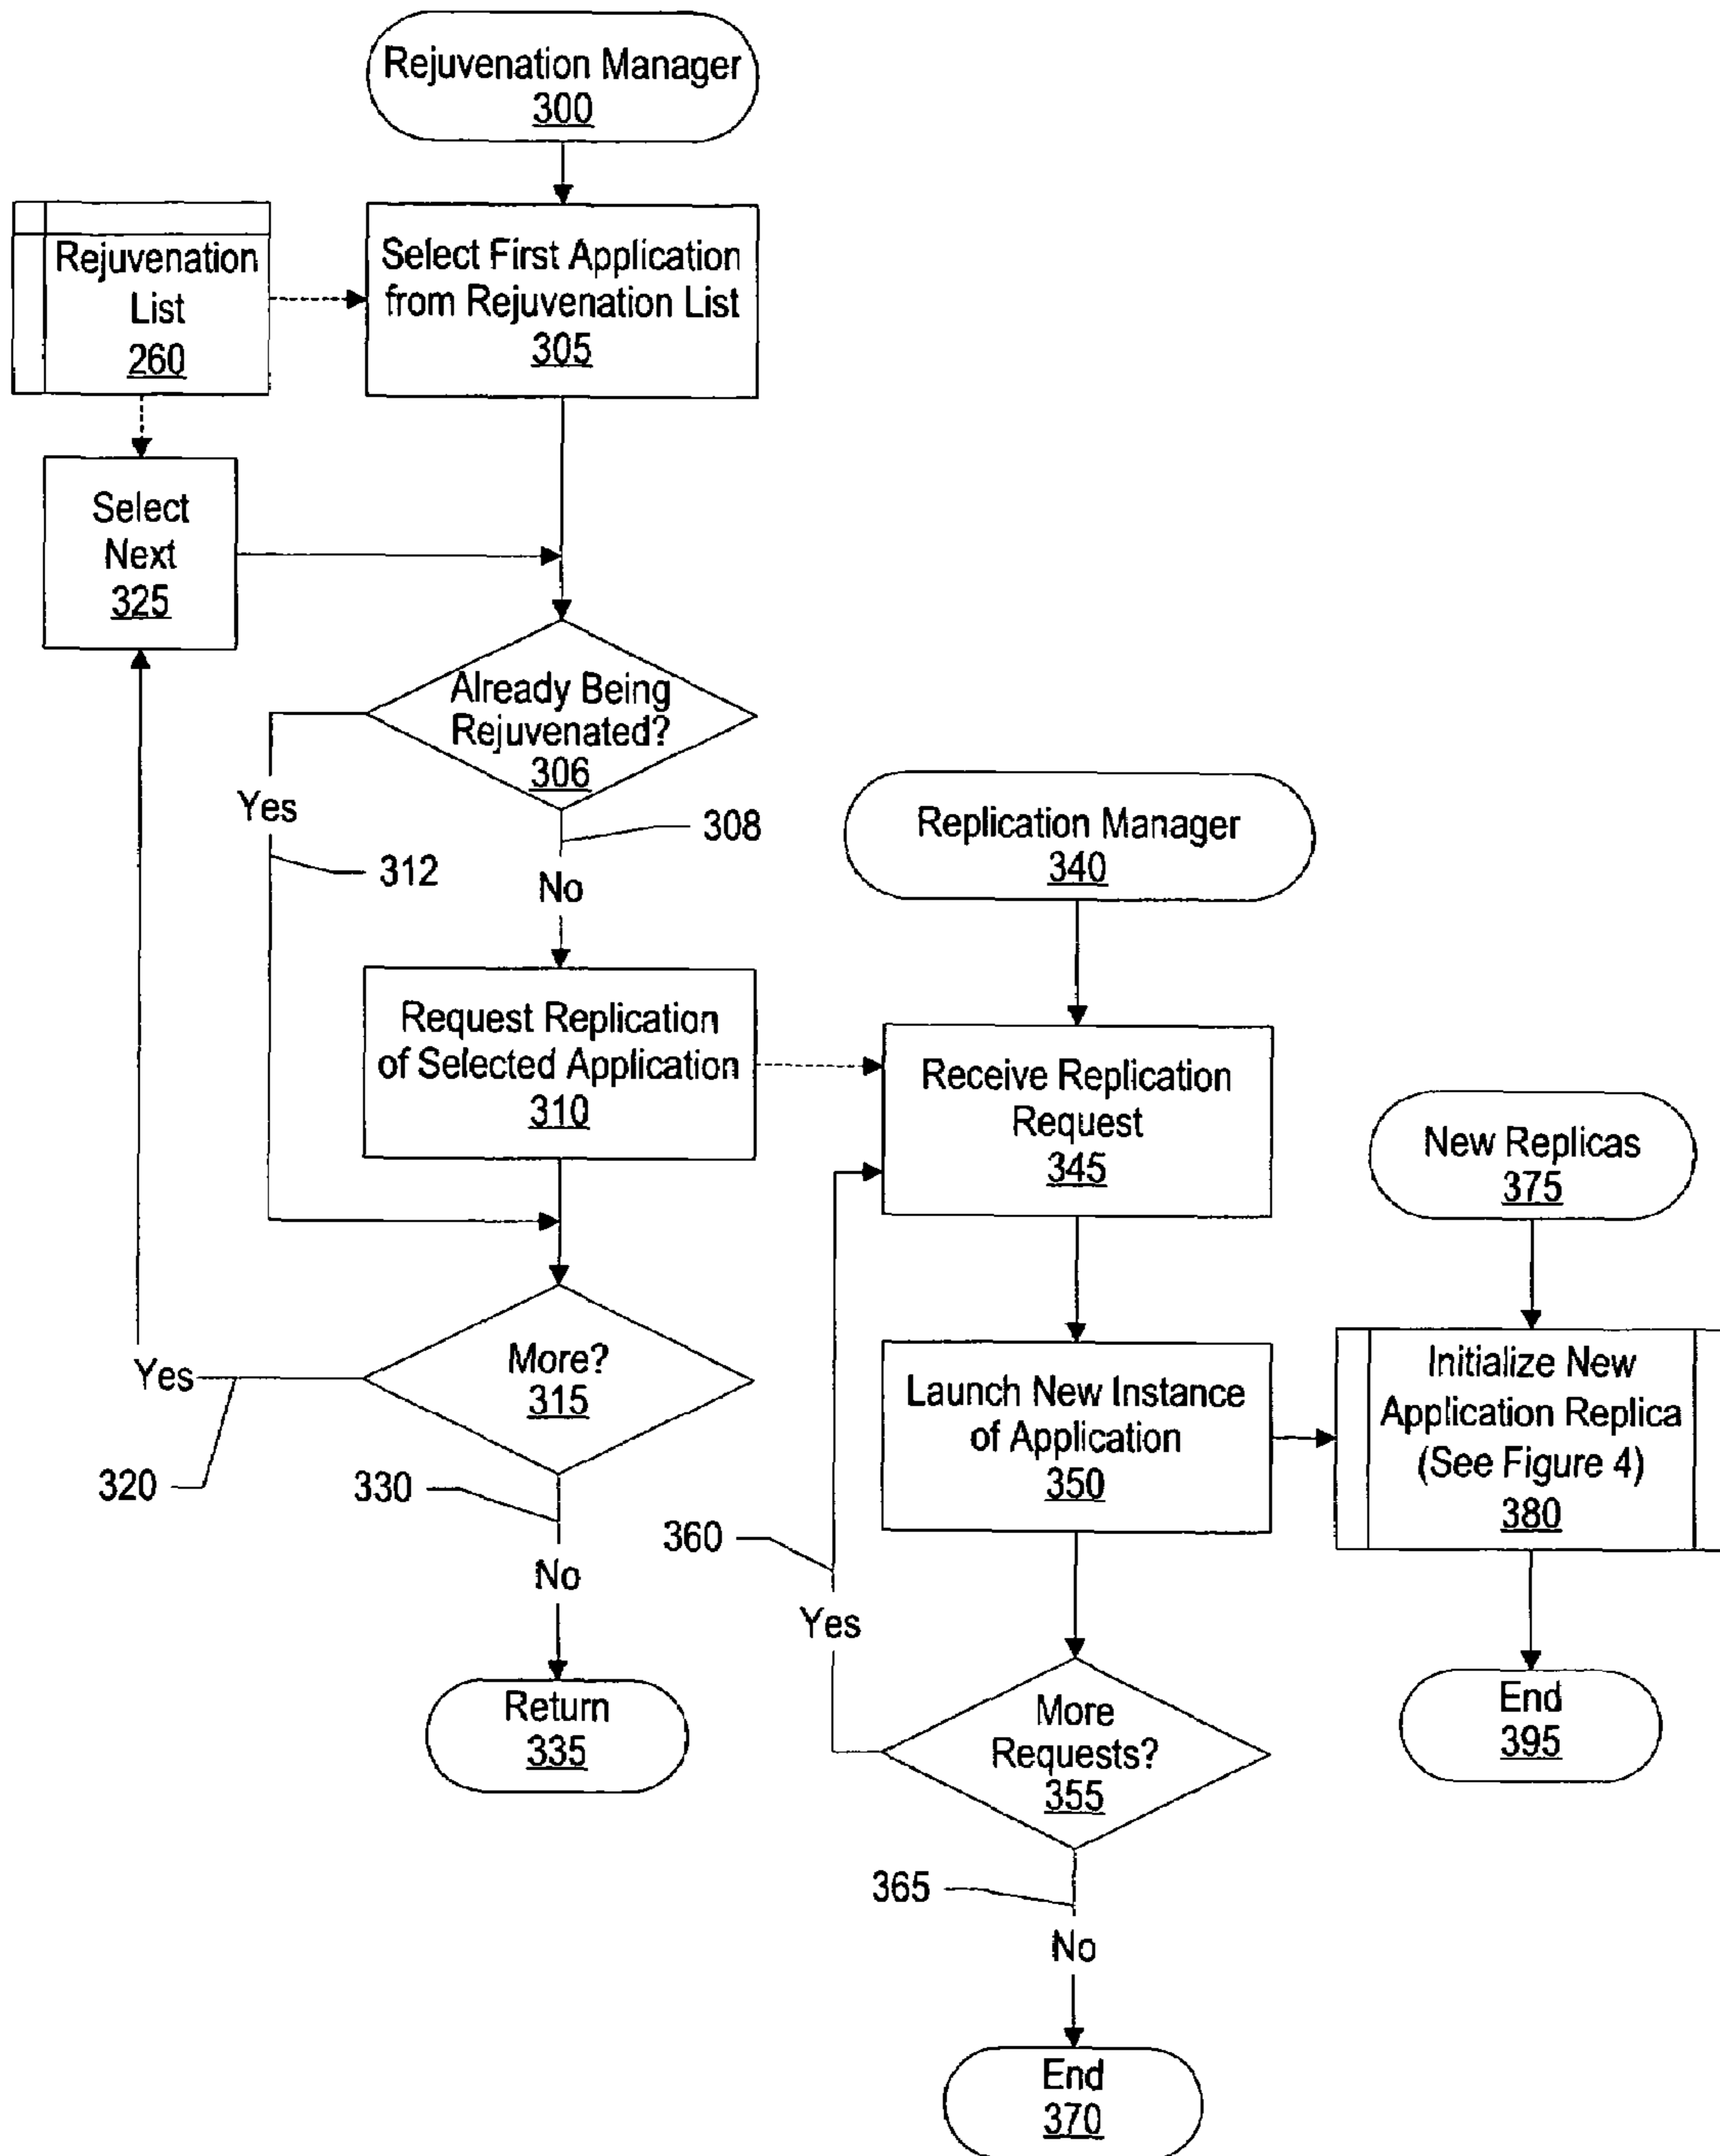 Rejuvenation Manager
300
Rejuvenation
List
260
Select First Application
from Rejuvenation List
305
Select
Next
325
Already Being
Rejuvenated?
306
Yes
312
308
No
Replication Manager
340
Request Replication
of Selected Application
310
Receive Replication
Request
345
New Replicas
375
More?
315
Yes
320
330
No
Launch New Instance
of Application
350
Initialize New
Application Replica
(See Figure 4)
380
360
Yes
Return
335
More
Requests?
355
End
395
365
No
End
370